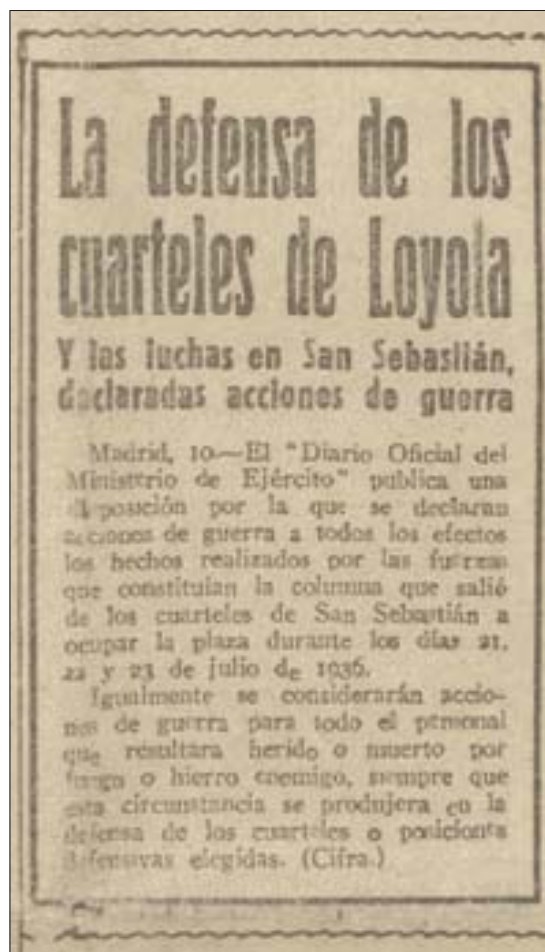 La defensa de los
cuarteles de Loyola
Y las luchas en San Sebastián,
declaradas acciones de guerra
Madrid, 10—El "Diario Oficial del
Ministerio de Ejército" publica una
disposición por la que se declaran
acciones de guerra a todos los efectos
los hechos realizados por las fuerzas
que constituían la columna que salió
de los cuarteles de San Sebastián a
ocupar la plaza durante los días 21,
22 y 23 de julio de 1936.
Igualmente se considerarán accio-
nes de guerra para todo el personal
que resultara herido o muerto por
fuego o hierro enemigo, siempre que
esta circunstancia se produjera en la
defensa de los cuarteles o posiciones
defensivas elegidas. (Cifra.)